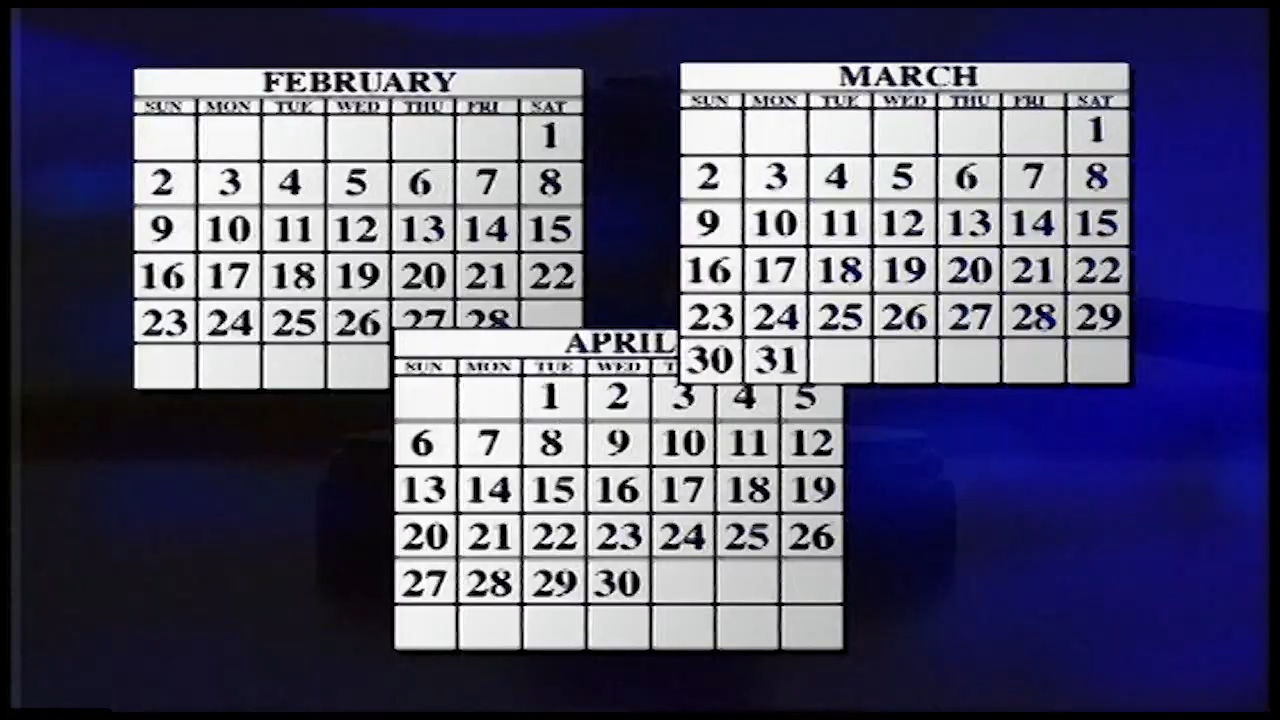 FEBRUARY
SUN MON TUE WED THU FRI SAT
1
2 3 4 5 6 7 8
9 10 11 12 13 14 15
16 17 18 19 20 21 22
23 24 25 26 27 28
MARCH
SUN MON TUE WED THU FRI SAT
1
2 3 4 5 6 7 8
9 10 11 12 13 14 15
16 17 18 19 20 21 22
23 24 25 26 27 28 29
30 31
APRIL
SUN MON TUE WED
1 2 3 4 5
6 7 8 9 10 11 12
13 14 15 16 17 18 19
20 21 22 23 24 25 26
27 28 29 30